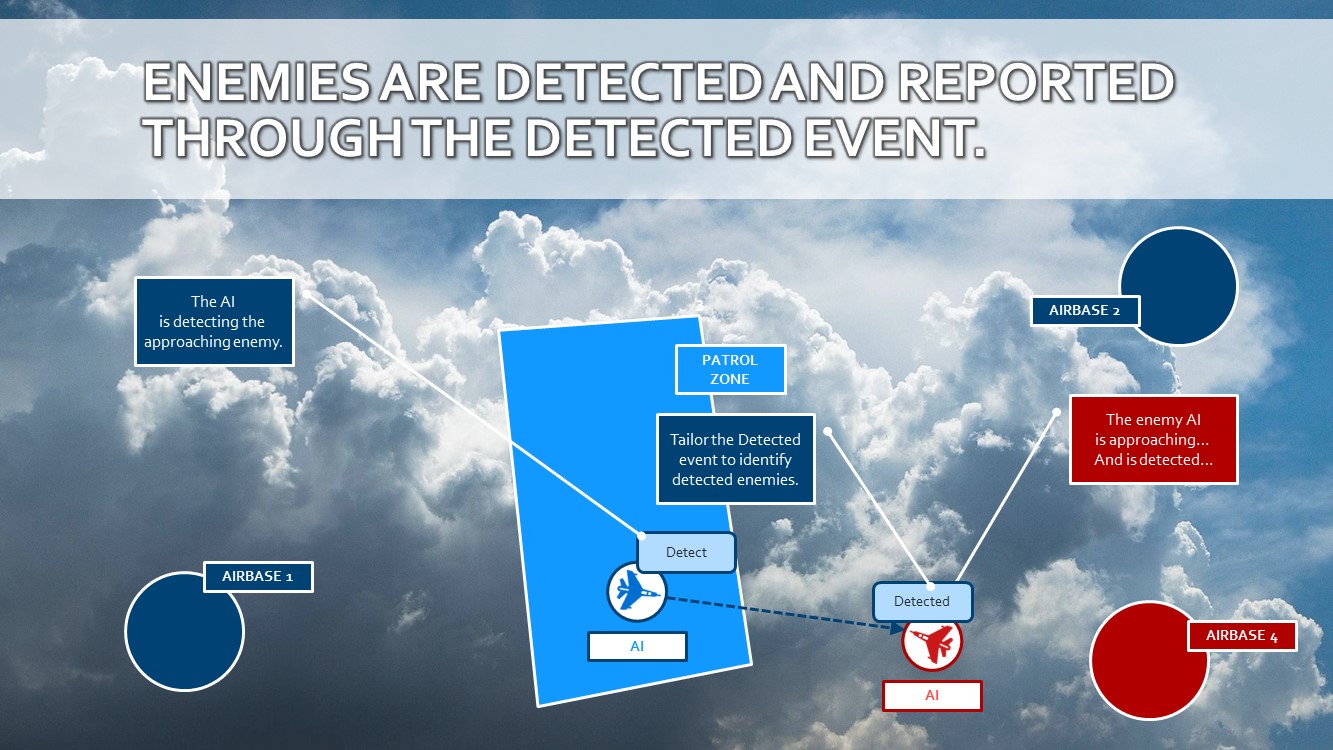 ENEMIES ARE DETECTED AND REPORTED
THROUGH THE DETECTED EVENT.
The AI
is detecting the
approaching enemy.
AIRBASE 2
PATROL
ZONE
Tailor the Detected
event to identify
detected enemies.
The enemy AI
is approaching...
And is detected...
Detect
AIRBASE 1
Detected
AI
AIRBASE 4
AI